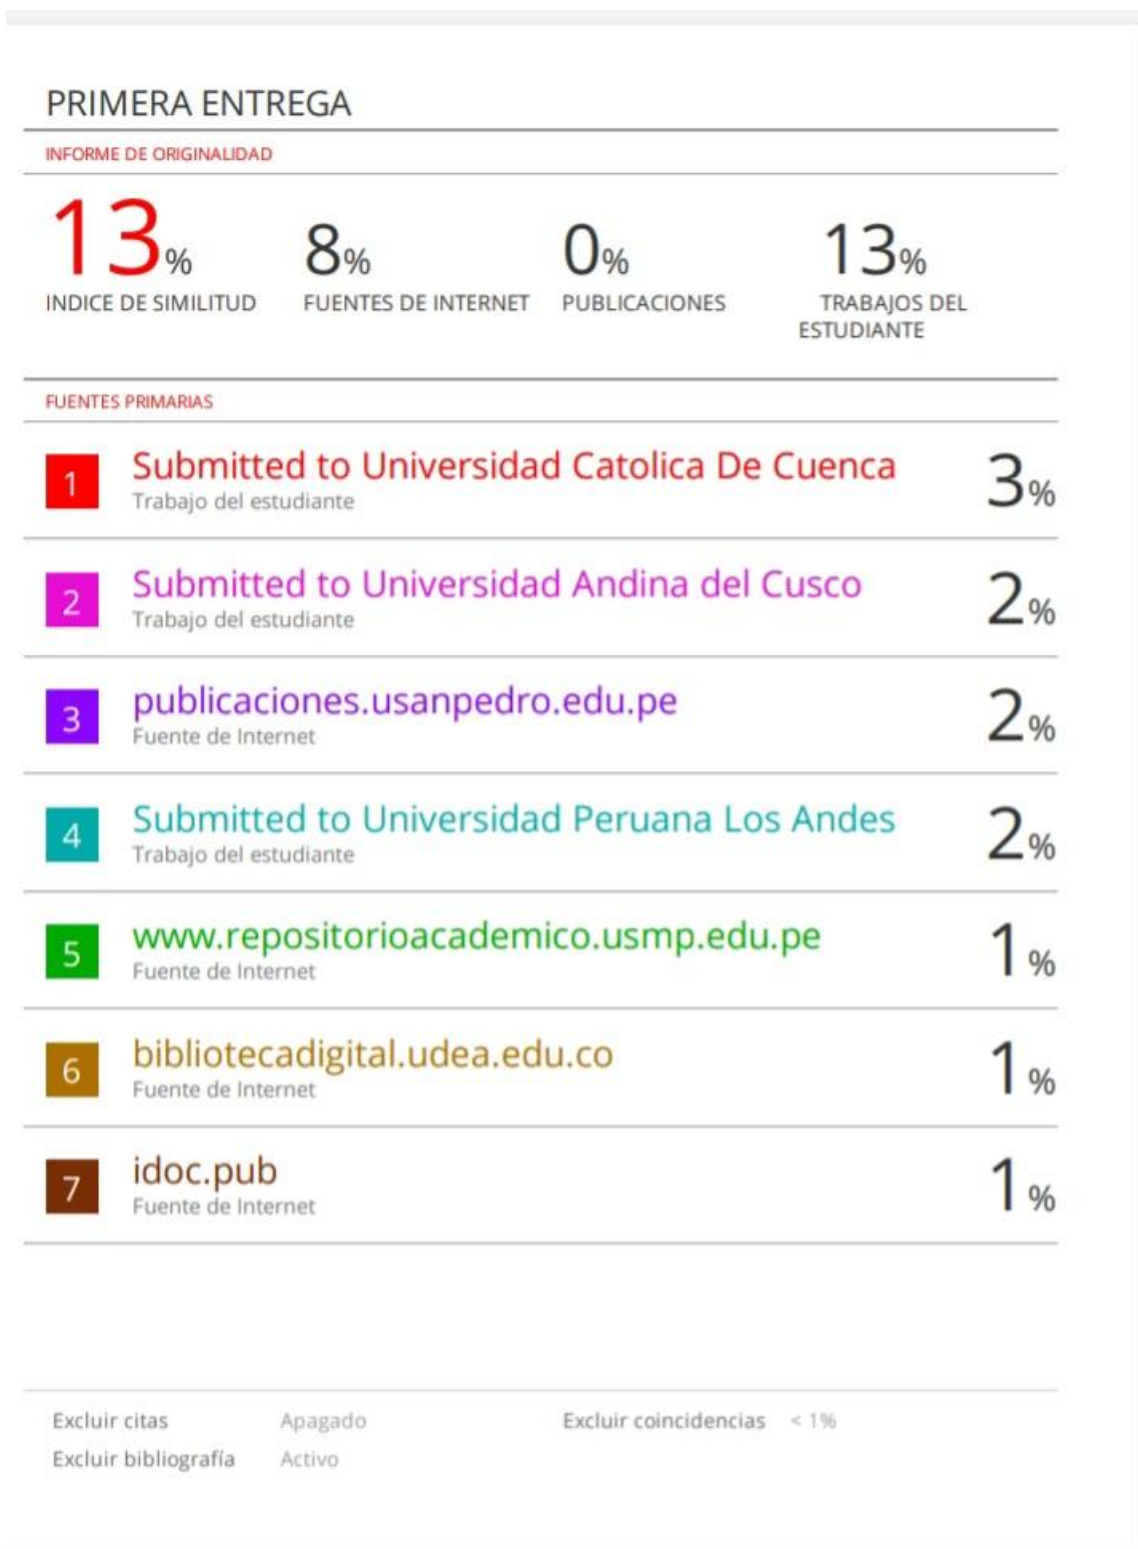 PRIMERA ENTREGA
INFORME DE ORIGINALIDAD
13% 8% 0% 13%
INDICE DE SIMILITUD FUENTES DE INTERNET PUBLICACIONES TRABAJOS DEL
ESTUDIANTE
FUENTES PRIMARIAS
1 Submitted to Universidad Catolica De Cuenca 3%
Trabajo del estudiante
2 Submitted to Universidad Andina del Cusco 2%
Trabajo del estudiante
3 publicaciones.usanpedro.edu.pe 2%
Fuente de Internet
4 Submitted to Universidad Peruana Los Andes 2%
Trabajo del estudiante
5 www.repositorioacademico.usmp.edu.pe 1%
Fuente de Internet
6 bibliotecadigital.udea.edu.co 1%
Fuente de Internet
7 idoc.pub 1%
Fuente de Internet
Excluir citas Apagado Excluir coincidencias < 1%
Excluir bibliografía Activo